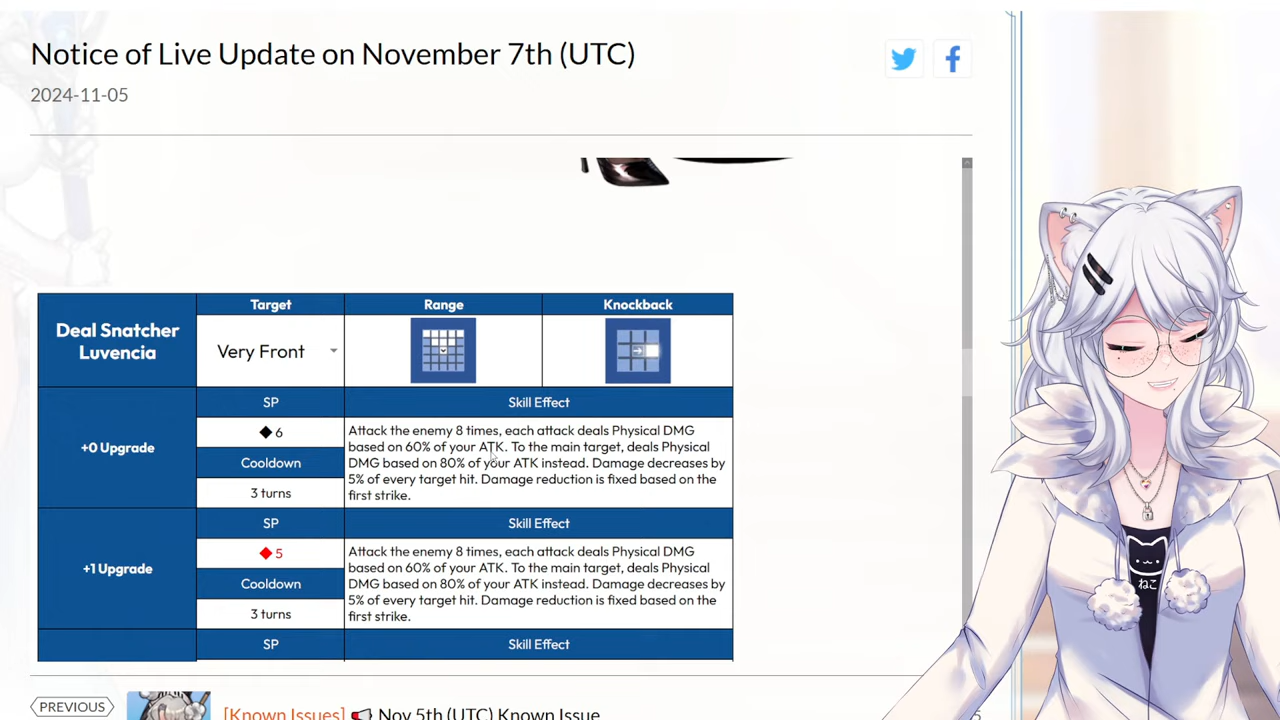 Notice of Live Update on November 7th (UTC)
2024-11-05
Deal Snatcher
Luvencia
Target
Range
Knockback
Very Front
+0 Upgrade
SP
Skill Effect
6
Cooldown
3 turns
Attack the enemy 8 times, each attack deals Physical DMG
based on 60% of your ATK. To the main target, deals Physical
DMG based on 80% of your ATK instead. Damage decreases by
5% of every target hit. Damage reduction is fixed based on the
first strike.
+1 Upgrade
SP
Skill Effect
5
Cooldown
3 turns
Attack the enemy 8 times, each attack deals Physical DMG
based on 60% of your ATK. To the main target, deals Physical
DMG based on 80% of your ATK instead. Damage decreases by
5% of every target hit. Damage reduction is fixed based on the
first strike.
SP
Skill Effect
PREVIOUS
[Known Issues] Nov 5th (UTC) Known Issue
ねこ